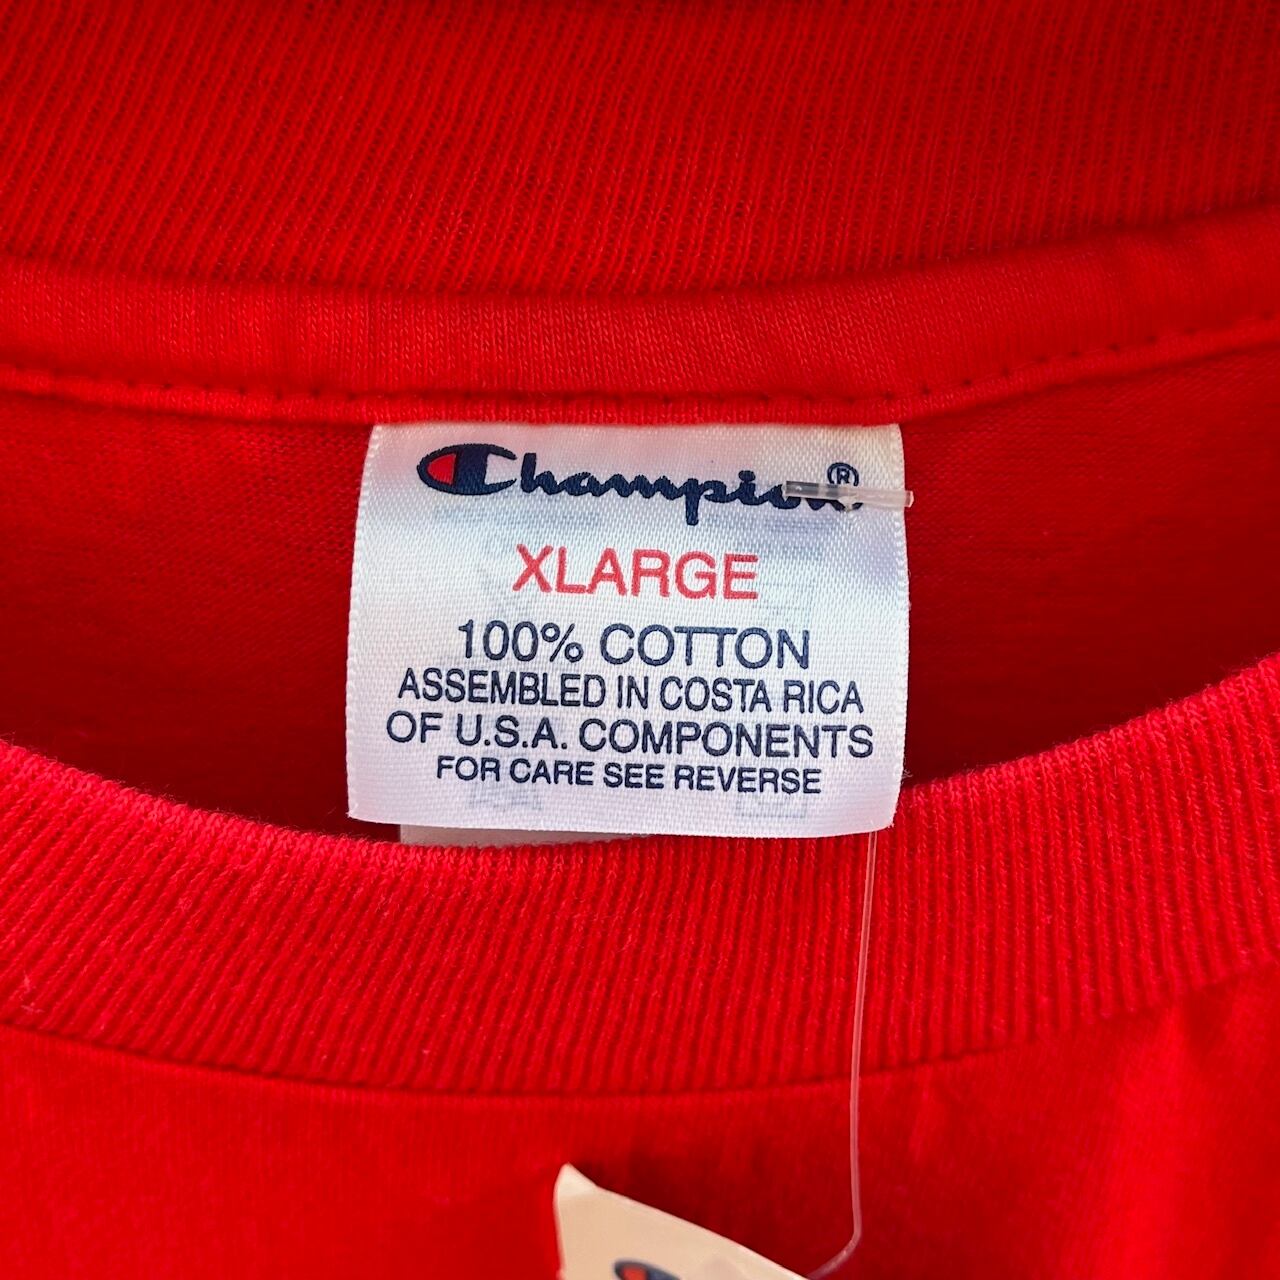 Champion®
XLARGE
100% COTTON
ASSEMBLED IN COSTA RICA
OF U.S.A. COMPONENTS
FOR CARE SEE REVERSE